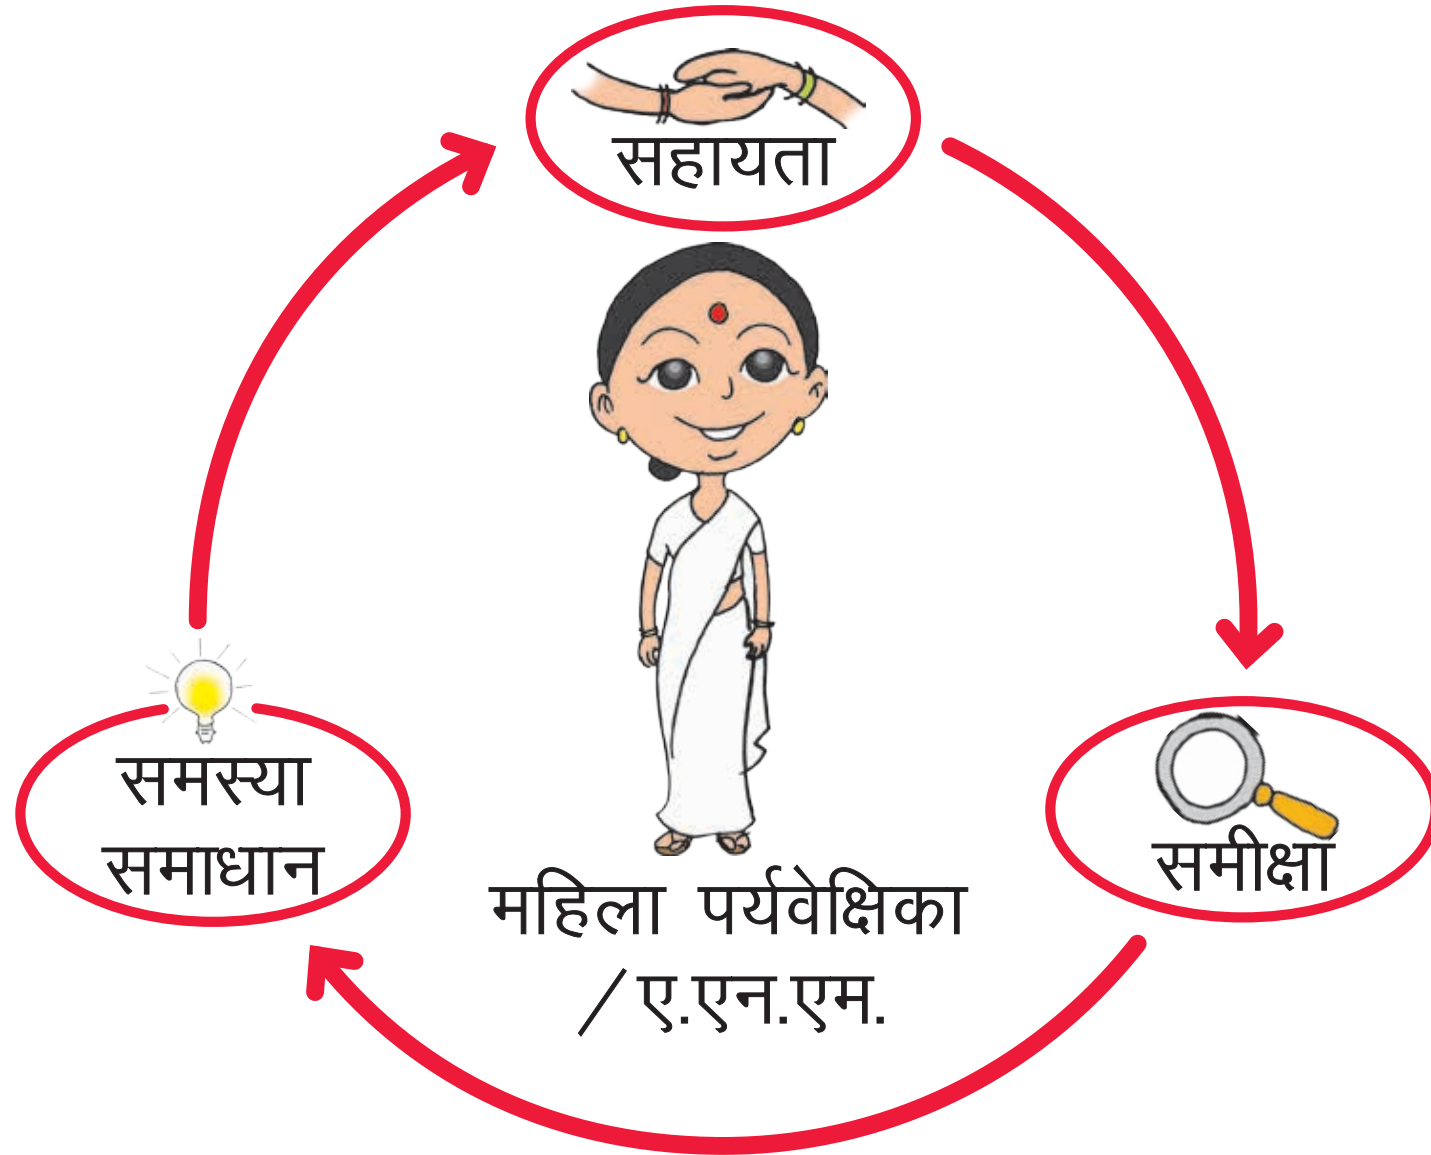 सहायता
समस्या
समाधान
समीक्षा
महिला पर्यवेक्षिका
/ए.एन.एम.